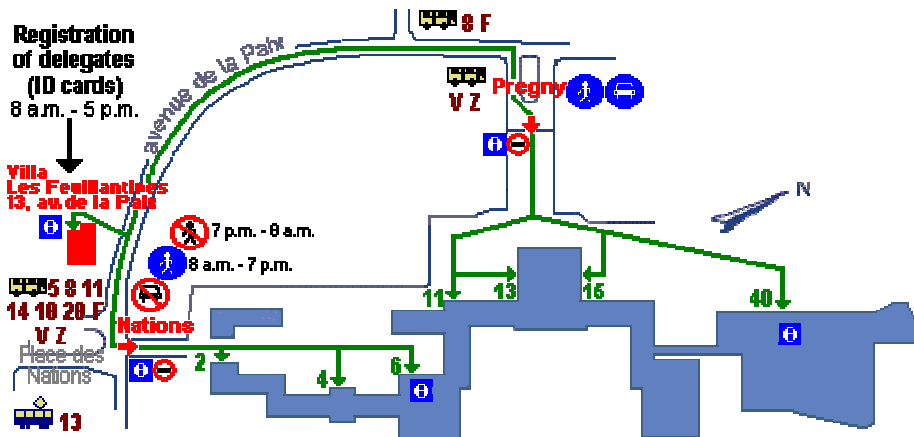 Registration
of delegates
(ID cards)
8 a.m. - 5 p.m.
avenue de la Paix
8 F
V Z
Pregny
N
Villa
Les Feuillantines
13, av. de la Paix
7 p.m. - 8 a.m.
8 a.m. - 7 p.m.
5 8 11
14 18 28 F
V Z
Nations
Place des
Nations
13
2
4
6
11
13
15
40